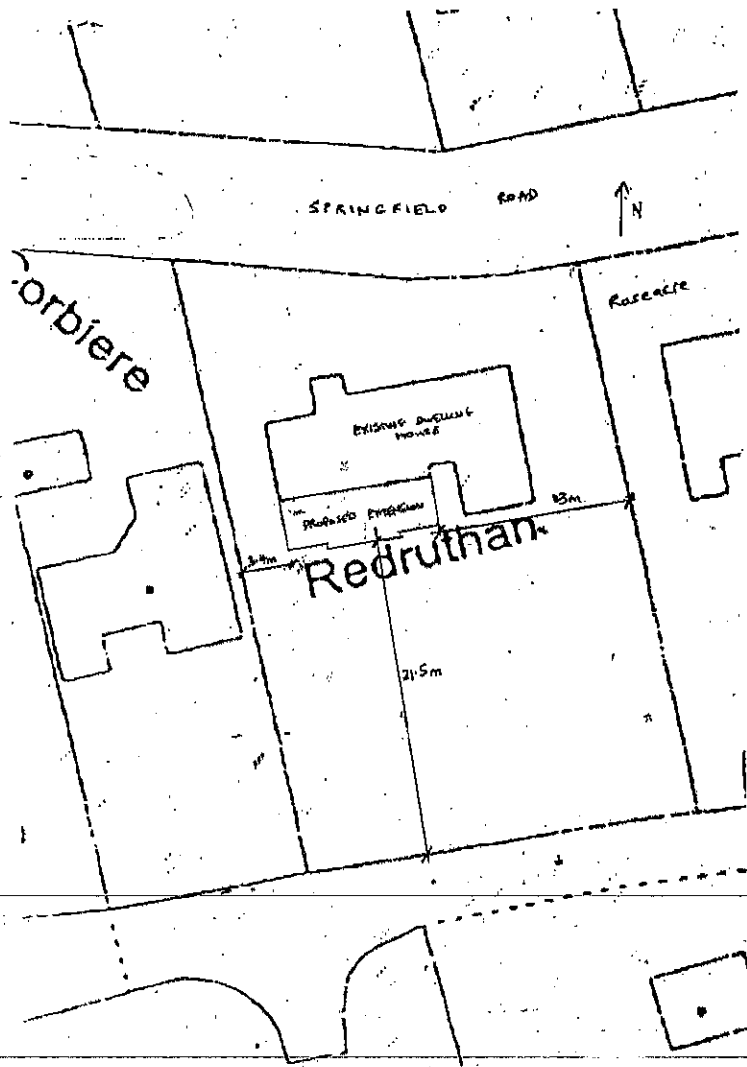 SPRINGFIELD ROAD
N
Corbiere
Roseacre
EXISTING DWELLING
HOUSE
PROPOSED EXTENSION
13m
3.4m
Redruthan
21.5m